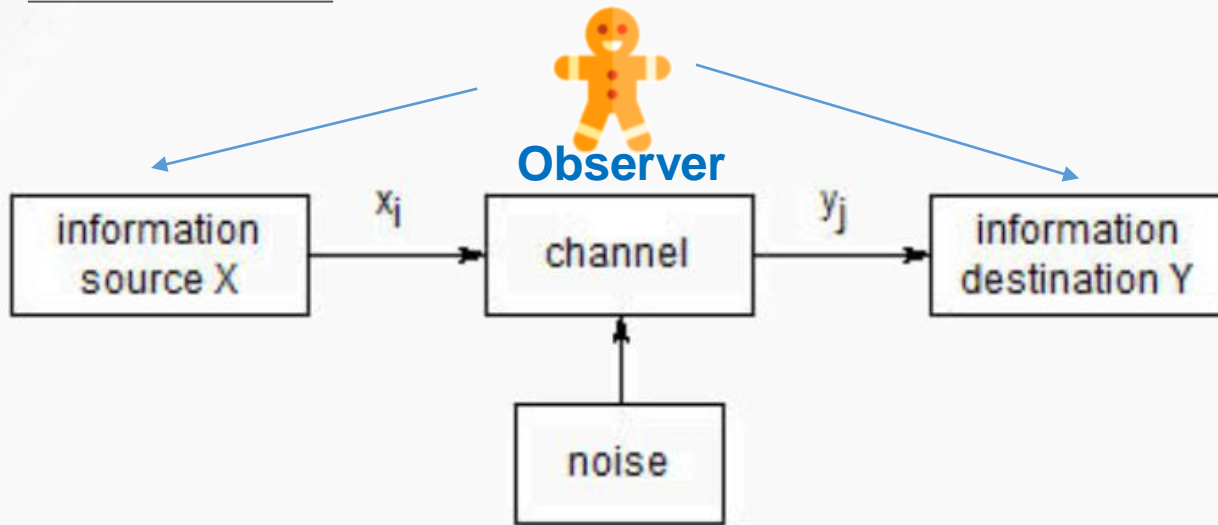 Observer
information
source X
xi
channel
yj
information
destination Y
noise